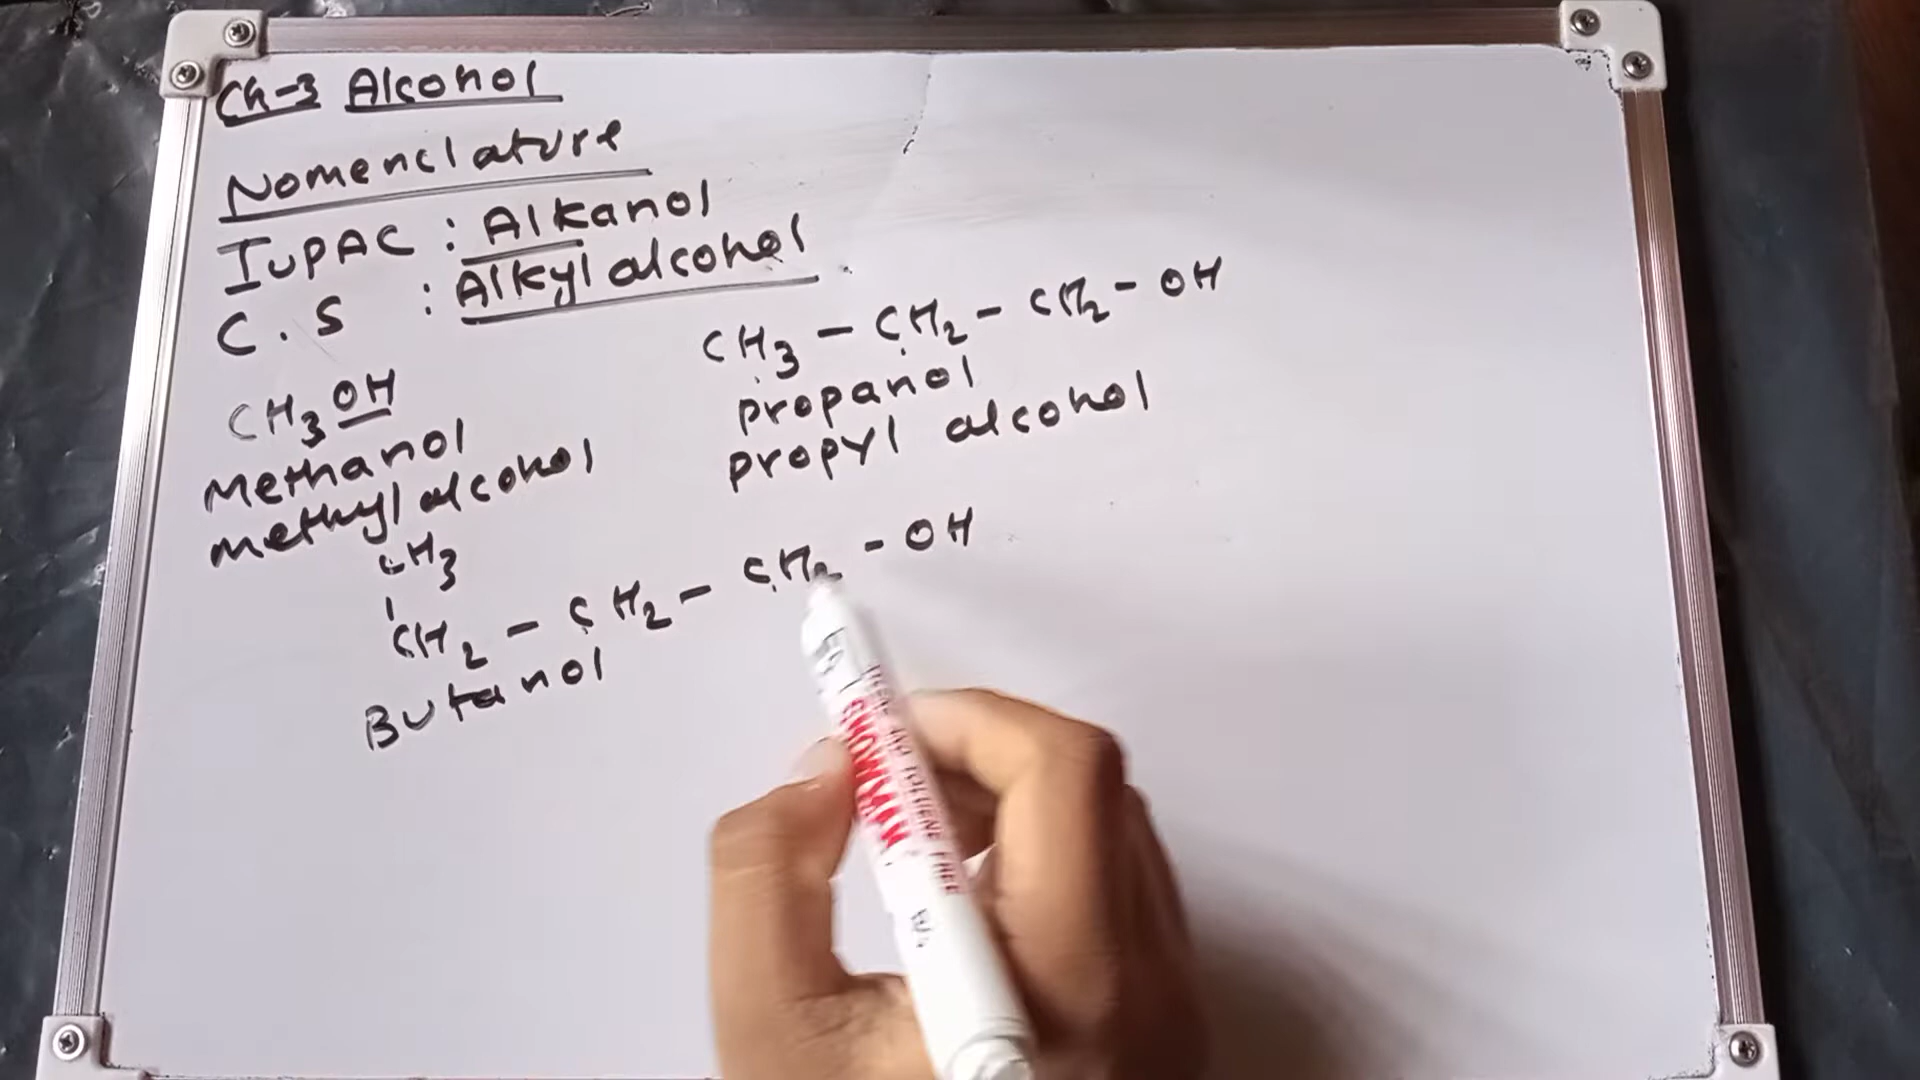 Ch-3 Alcohol
Nomenclature
IUPAC : Alkanol
C.S : Alkyl alcohol
CH3OH
Methanol
methyl alcohol
CH3 - CH2 - CH2 - OH
propanol
propyl alcohol
CH3
CH2 - CH2 - CH2 - OH
Butanol
SNOWMAN